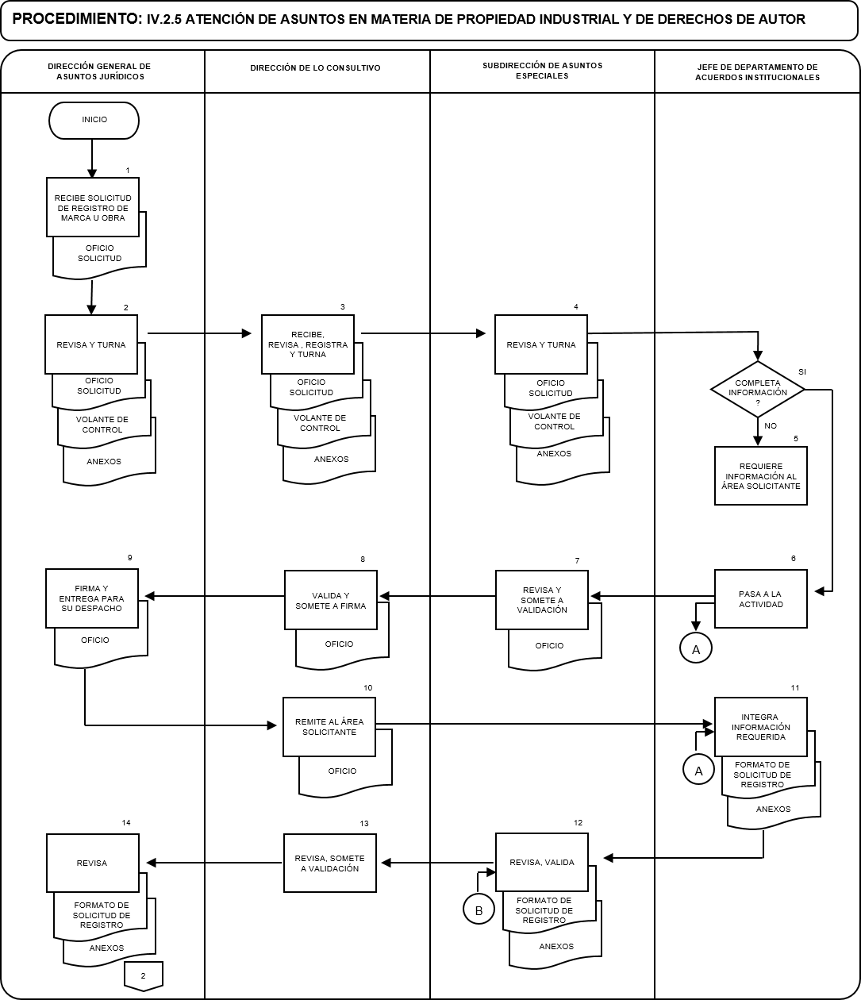 PROCEDIMIENTO: IV.2.5 ATENCIÓN DE ASUNTOS EN MATERIA DE PROPIEDAD INDUSTRIAL Y DE DERECHOS DE AUTOR
DIRECCIÓN GENERAL DE
ASUNTOS JURÍDICOS
DIRECCIÓN DE LO CONSULTIVO
SUBDIRECCIÓN DE ASUNTOS
ESPECIALES
JEFE DE DEPARTAMENTO DE
ACUERDOS INSTITUCIONALES
INICIO
1
RECIBE SOLICITUD
DE REGISTRO DE
MARCA U OBRA
OFICIO
SOLICITUD
2
REVISA Y TURNA
OFICIO
SOLICITUD
VOLANTE DE
CONTROL
ANEXOS
3
RECIBE,
REVISA , REGISTRA
Y TURNA
OFICIO
SOLICITUD
VOLANTE DE
CONTROL
ANEXOS
4
REVISA Y TURNA
OFICIO
SOLICITUD
VOLANTE DE
CONTROL
ANEXOS
COMPLETA
INFORMACIÓN
?
SI
NO
5
REQUIERE
INFORMACIÓN AL
ÁREA SOLICITANTE
6
PASA A LA
ACTIVIDAD
A
7
REVISA Y
SOMETE A
VALIDACIÓN
OFICIO
8
VALIDA Y
SOMETE A FIRMA
OFICIO
9
FIRMA Y
ENTREGA PARA
SU DESPACHO
OFICIO
10
REMITE AL ÁREA
SOLICITANTE
OFICIO
11
INTEGRA
INFORMACIÓN
REQUERIDA
A
FORMATO DE
SOLICITUD DE
REGISTRO
ANEXOS
12
REVISA, VALIDA
B
FORMATO DE
SOLICITUD DE
REGISTRO
ANEXOS
13
REVISA, SOMETE
A VALIDACIÓN
14
REVISA
FORMATO DE
SOLICITUD DE
REGISTRO
ANEXOS
2